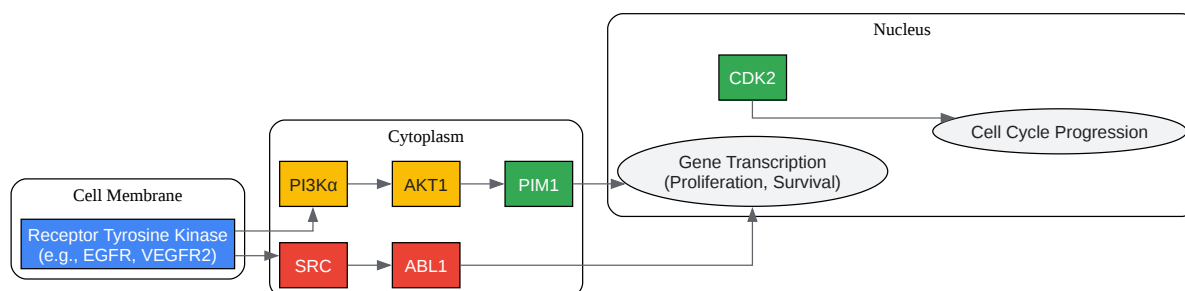 Nucleus
CDK2
Cell Cycle Progression
Cytoplasm
Gene Transcription
(Proliferation, Survival)
PI3Kα
AKT1
PIM1
Cell Membrane
Receptor Tyrosine Kinase
(e.g., EGFR, VEGFR2)
SRC
ABL1